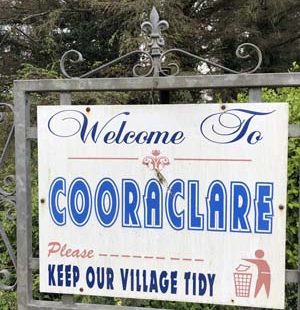 Welcome To
COORACLARE
Please
KEEP OUR VILLAGE TIDY